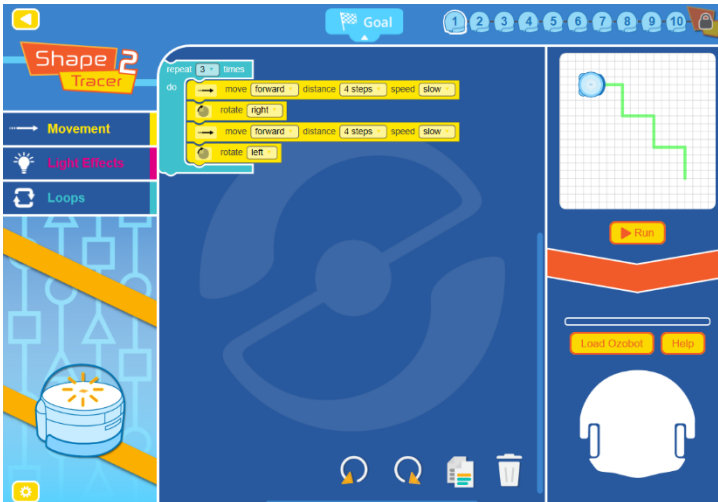 Goal
1 2 3 4 5 6 7 8 9 10
Shape 2
Tracer
Movement
Light Effects
Loops
repeat 3 times
do
move forward distance 4 steps speed slow
rotate right
move forward distance 4 steps speed slow
rotate left
Run
Load Ozobot Help